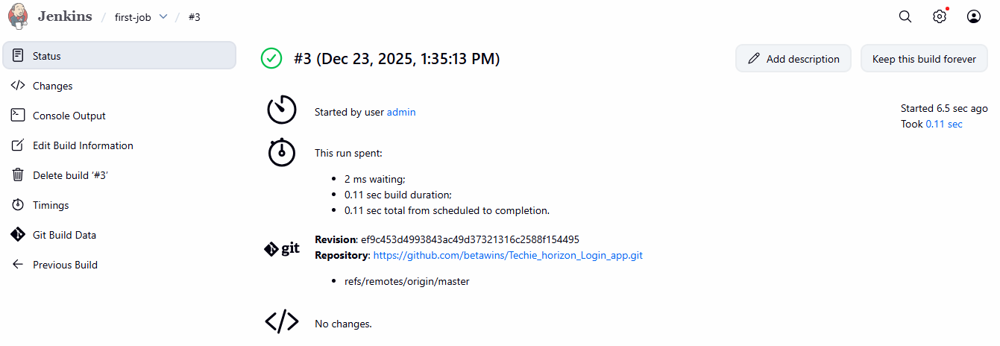 Jenkins / first-job / #3
Status
Changes
Console Output
Edit Build Information
Delete build ‘#3’
Timings
Git Build Data
Previous Build
#3 (Dec 23, 2025, 1:35:13 PM)
Add description
Keep this build forever
Started by user admin
Started 6.5 sec ago
Took 0.11 sec
This run spent:
• 2 ms waiting;
• 0.11 sec build duration;
• 0.11 sec total from scheduled to completion.
git
Revision: ef9c453d4993843ac49d37321316c2588f154495
Repository: https://github.com/betawins/Techie_horizon_Login_app.git
• refs/remotes/origin/master
No changes.